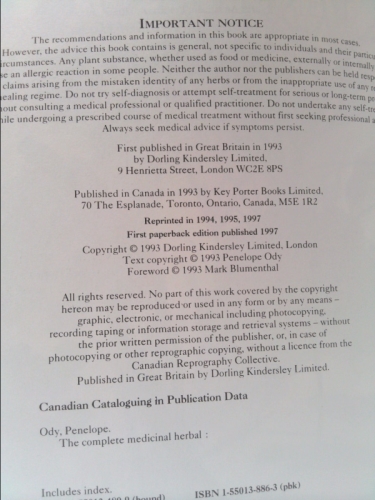 IMPORTANT NOTICE
The recommendations and information in this book are appropriate in most cases.
However, the advice this book contains is general, not specific to individuals and their
circumstances. Any plant substance, whether used as food or medicine, externally or internally,
an allergic reaction in some people. Neither the author nor the publishers can be held
claims arising from the mistaken identity of any herbs or from the inappropriate use of any
healing regime. Do not try self-diagnosis or attempt self-treatment for serious or long-term
consulting a medical professional or qualified practitioner. Do not undertake any
while undergoing a prescribed course of medical treatment without first seeking professional
Always seek medical advice if symptoms persist.
First published in Great Britain in 1993
by Dorling Kindersley Limited,
9 Henrietta Street, London WC2E 8PS
Published in Canada in 1993 by Key Porter Books Limited,
70 The Esplanade, Toronto, Ontario, Canada, M5E 1R2
Reprinted in 1994, 1995, 1997
First paperback edition published 1997
Copyright © 1993 Dorling Kindersley Limited, London
Text copyright © 1993 Penelope Ody
Foreword © 1993 Mark Blumenthal
All rights reserved. No part of this work covered by the copyright
hereon may be reproduced or used in any form or by any means –
graphic, electronic, or mechanical including photocopying,
recording taping or information storage and retrieval systems – without
the prior written permission of the publisher, or, in case of
photocopying or other reprographic copying, without a licence from the
Canadian Reprography Collective.
Published in Great Britain by Dorling Kindersley Limited.
Canadian Cataloguing in Publication Data
Ody, Penelope.
The complete medicinal herbal :
Includes index.
ISBN 1-55013-886-3 (pbk)